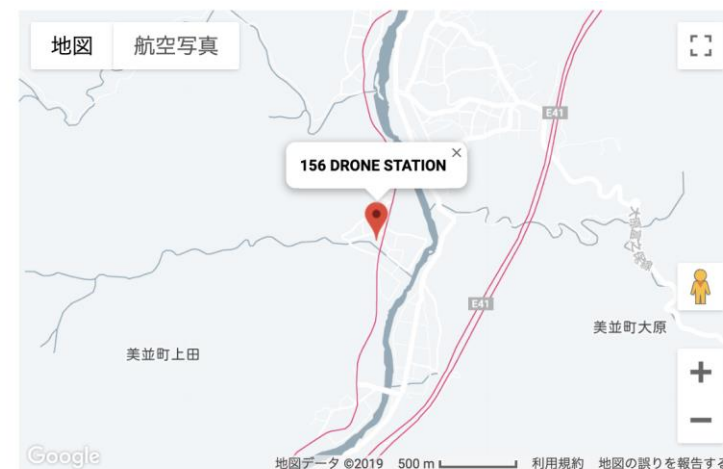 地図 航空写真
E41
156 DRONE STATION
E41
美並町大原
美並町上田
Google
地図データ ©2019 500 m 利用規約 地図の誤りを報告する